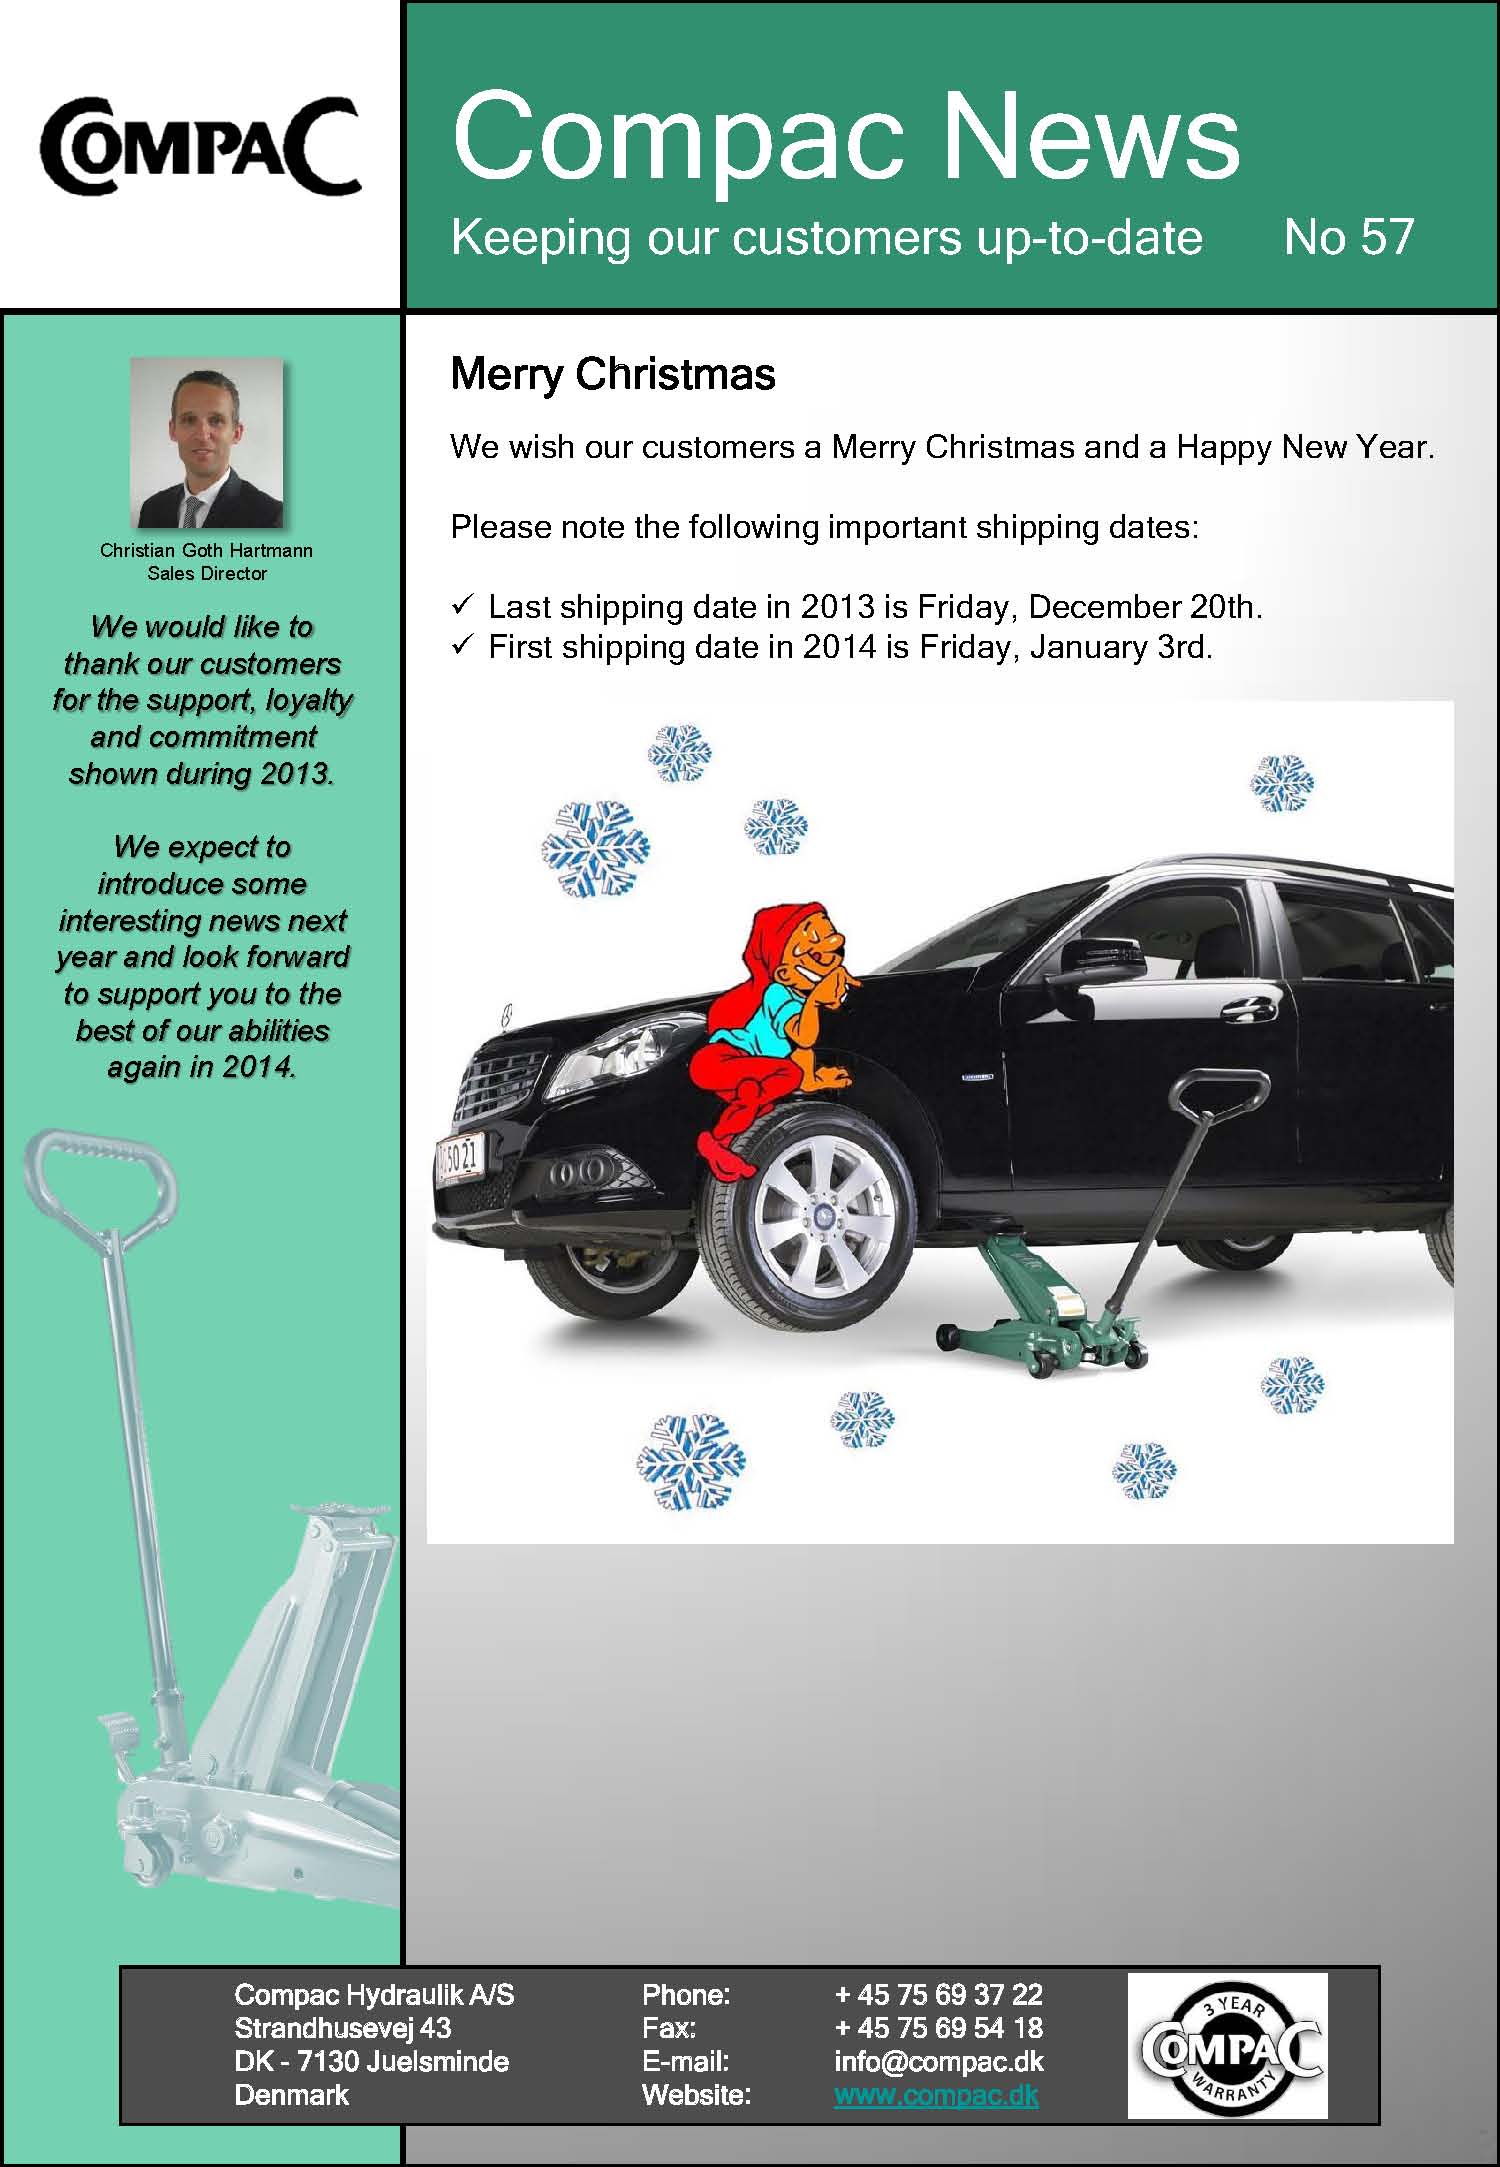 COMPAC
Compac News
Keeping our customers up-to-date No 57
Christian Goth Hartmann
Sales Director
We would like to
thank our customers
for the support, loyalty
and commitment
shown during 2013.
We expect to
introduce some
interesting news next
year and look forward
to support you to the
best of our abilities
again in 2014.
Merry Christmas
We wish our customers a Merry Christmas and a Happy New Year.
Please note the following important shipping dates:
✓ Last shipping date in 2013 is Friday, December 20th.
✓ First shipping date in 2014 is Friday, January 3rd.
5021
Compac Hydraulik A/S Phone: + 45 75 69 37 22
Strandhusevej 43 Fax: + 45 75 69 54 18
DK - 7130 Juelsminde E-mail: info@compac.dk
Denmark Website: www.compac.dk
3 YEAR
COMPAC
WARRANTY